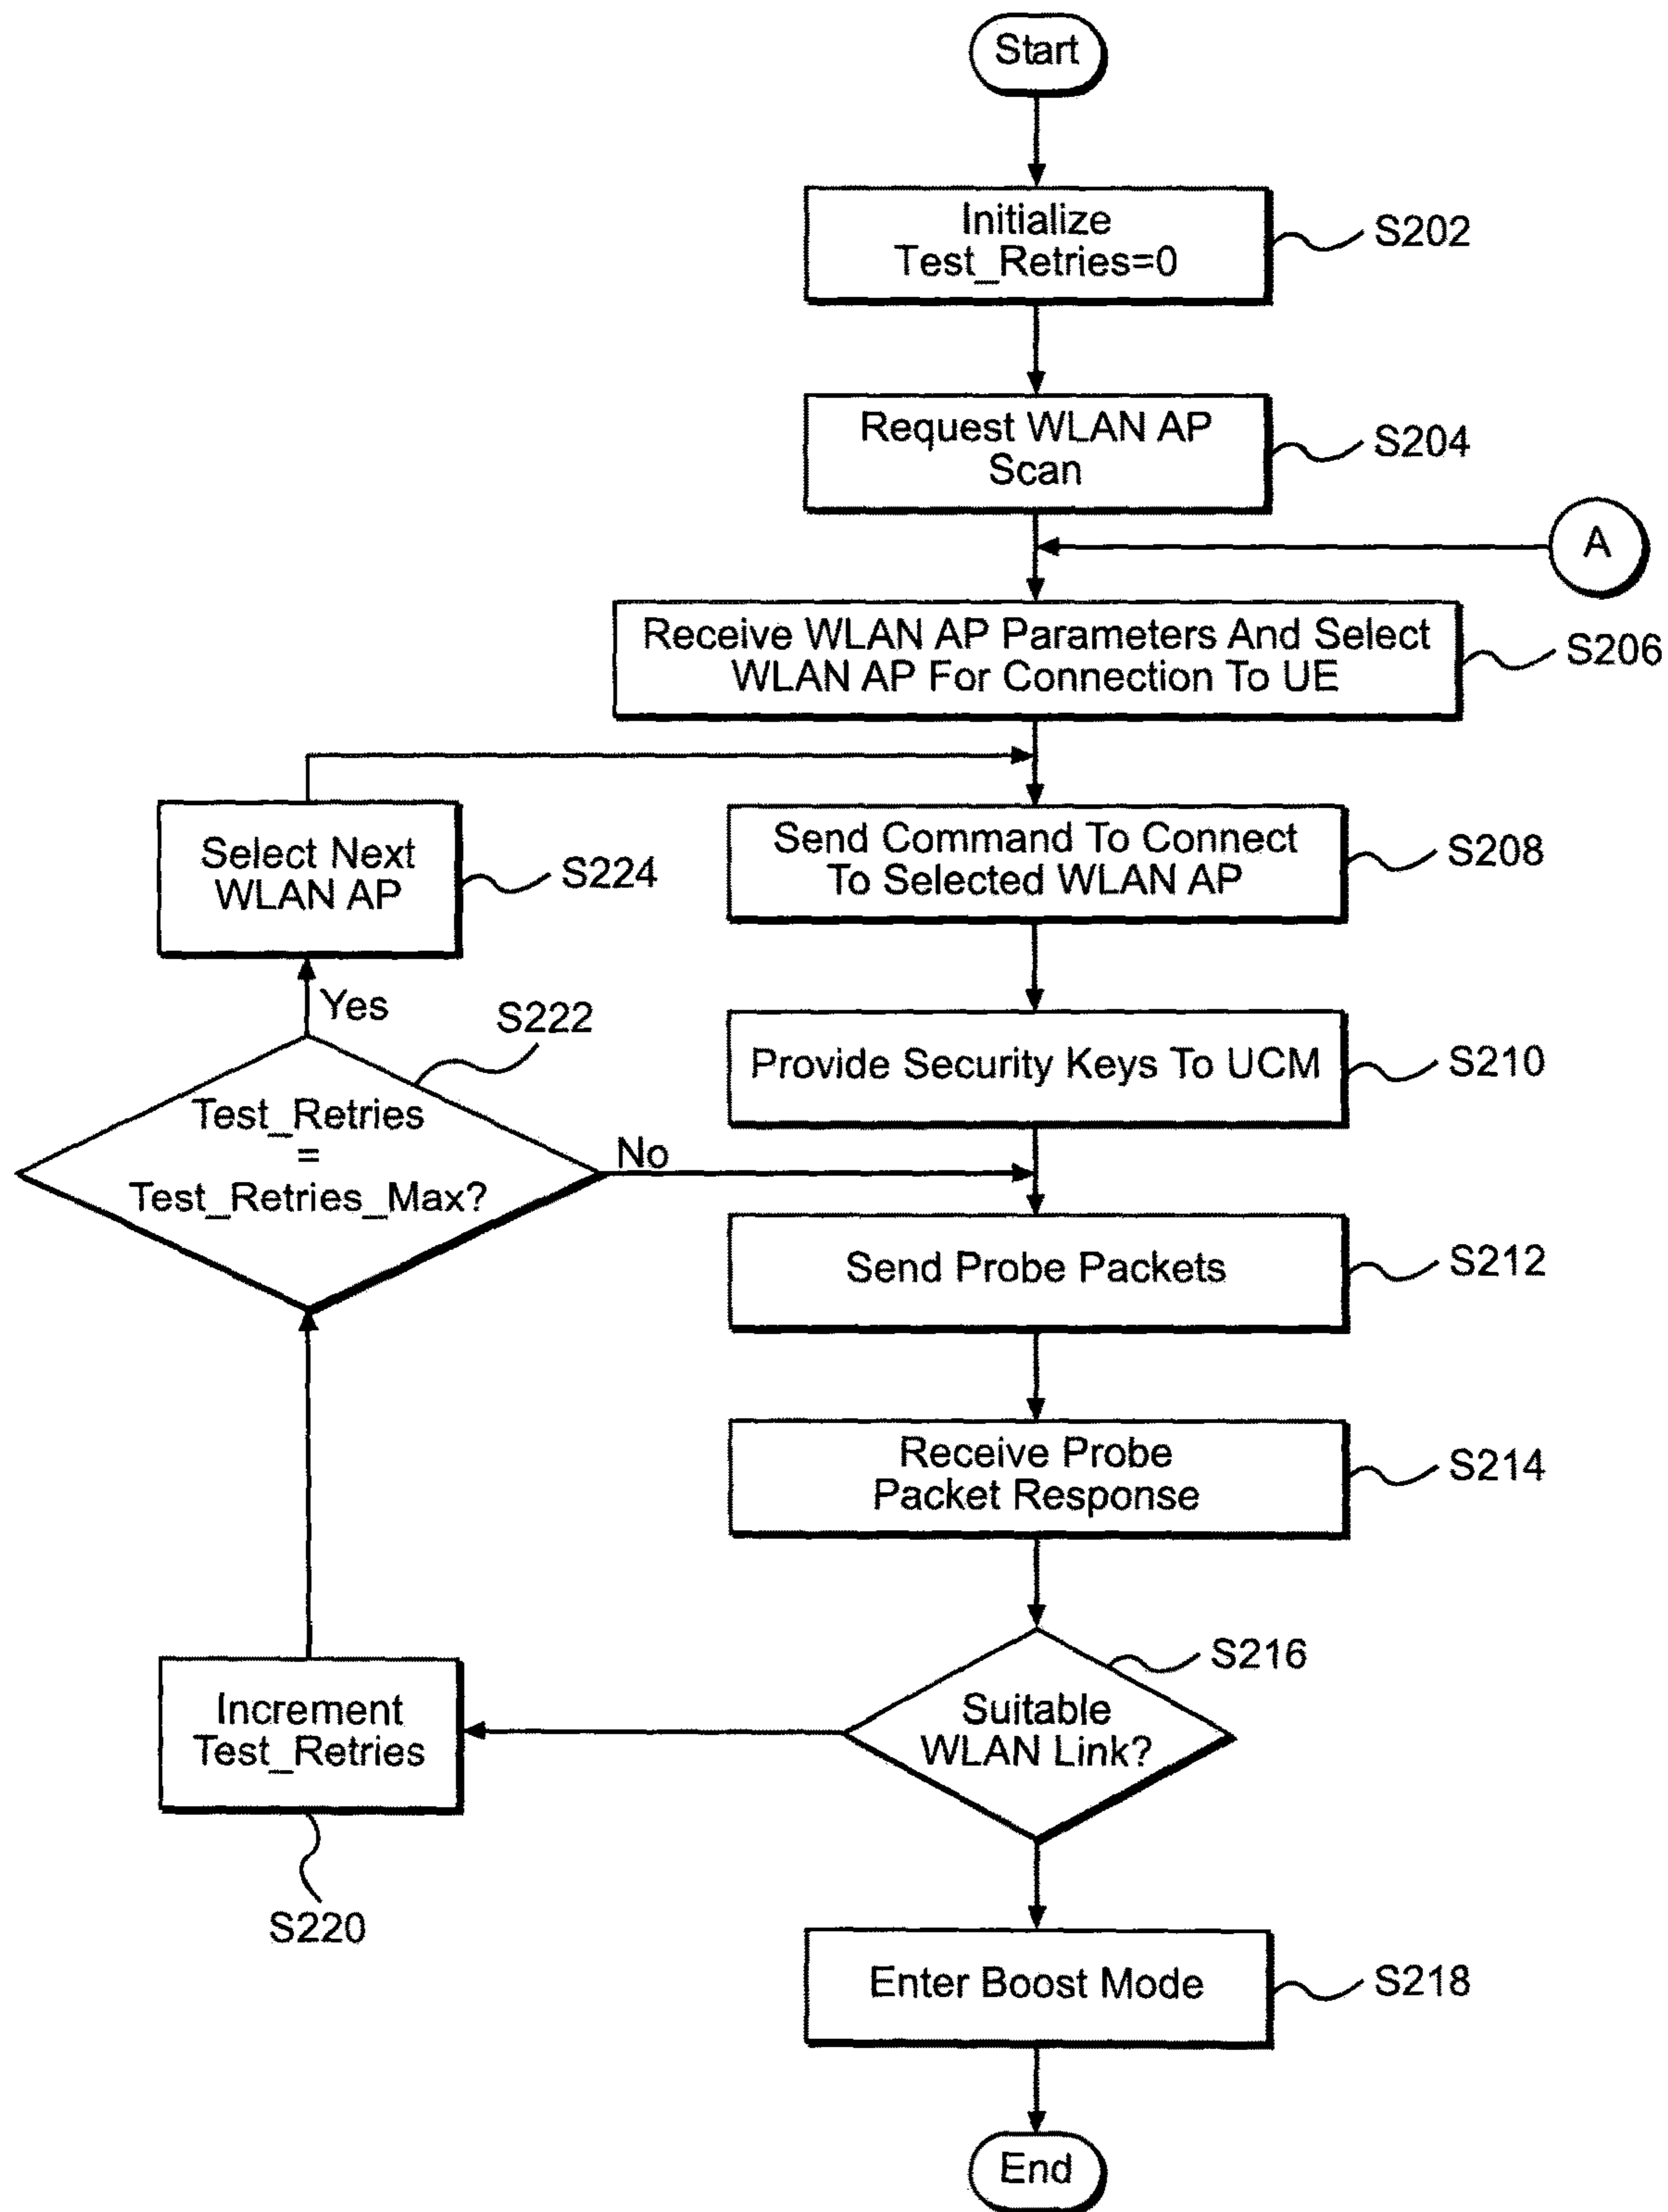 Start
Initialize
Test_Retries=0
S202
Request WLAN AP
Scan
S204
A
Receive WLAN AP Parameters And Select
WLAN AP For Connection To UE
S206
Select Next
WLAN AP
S224
Send Command To Connect
To Selected WLAN AP
S208
Yes
S222
Provide Security Keys To UCM
S210
Test_Retries
=
Test_Retries_Max?
No
Send Probe Packets
S212
Receive Probe
Packet Response
S214
S216
Suitable
WLAN Link?
Increment
Test_Retries
S220
Enter Boost Mode
S218
End